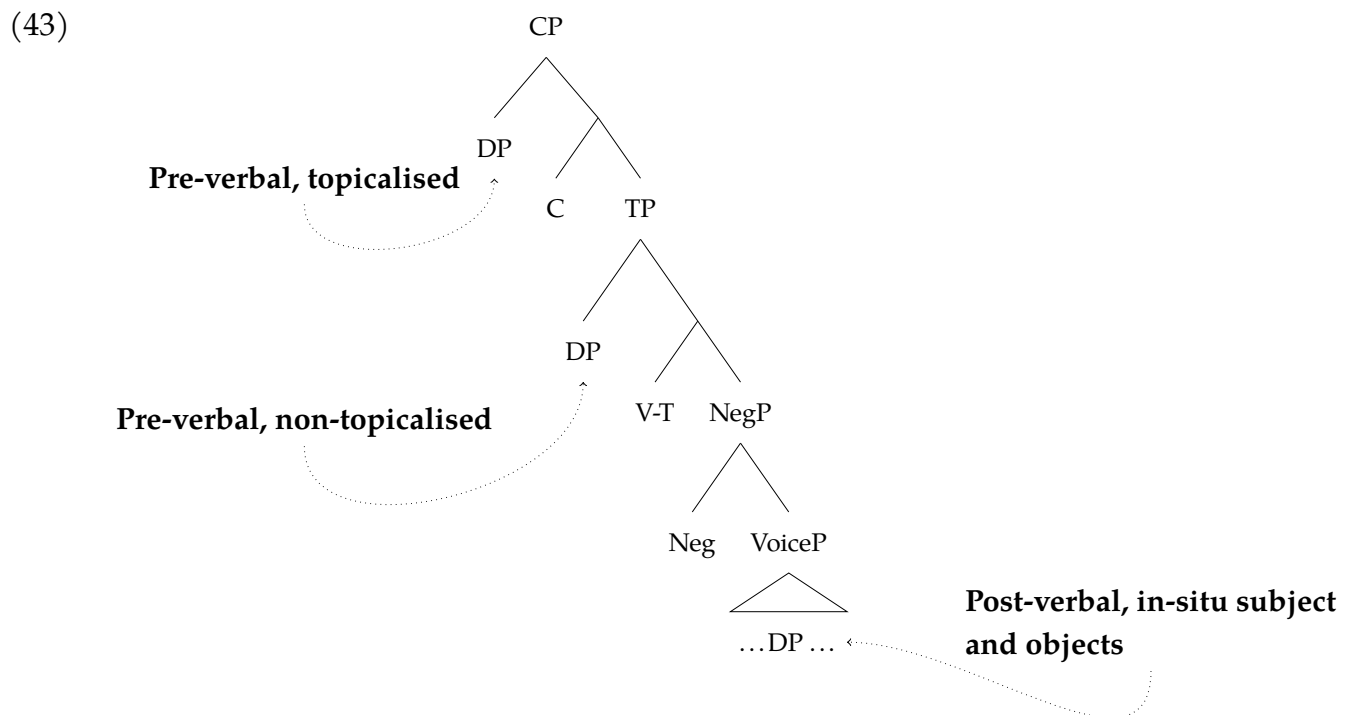 (43)
CP
DP
Pre-verbal, topicalised
C TP
DP
Pre-verbal, non-topicalised
V-T NegP
Neg VoiceP
Post-verbal, in-situ subject
and objects
…DP…